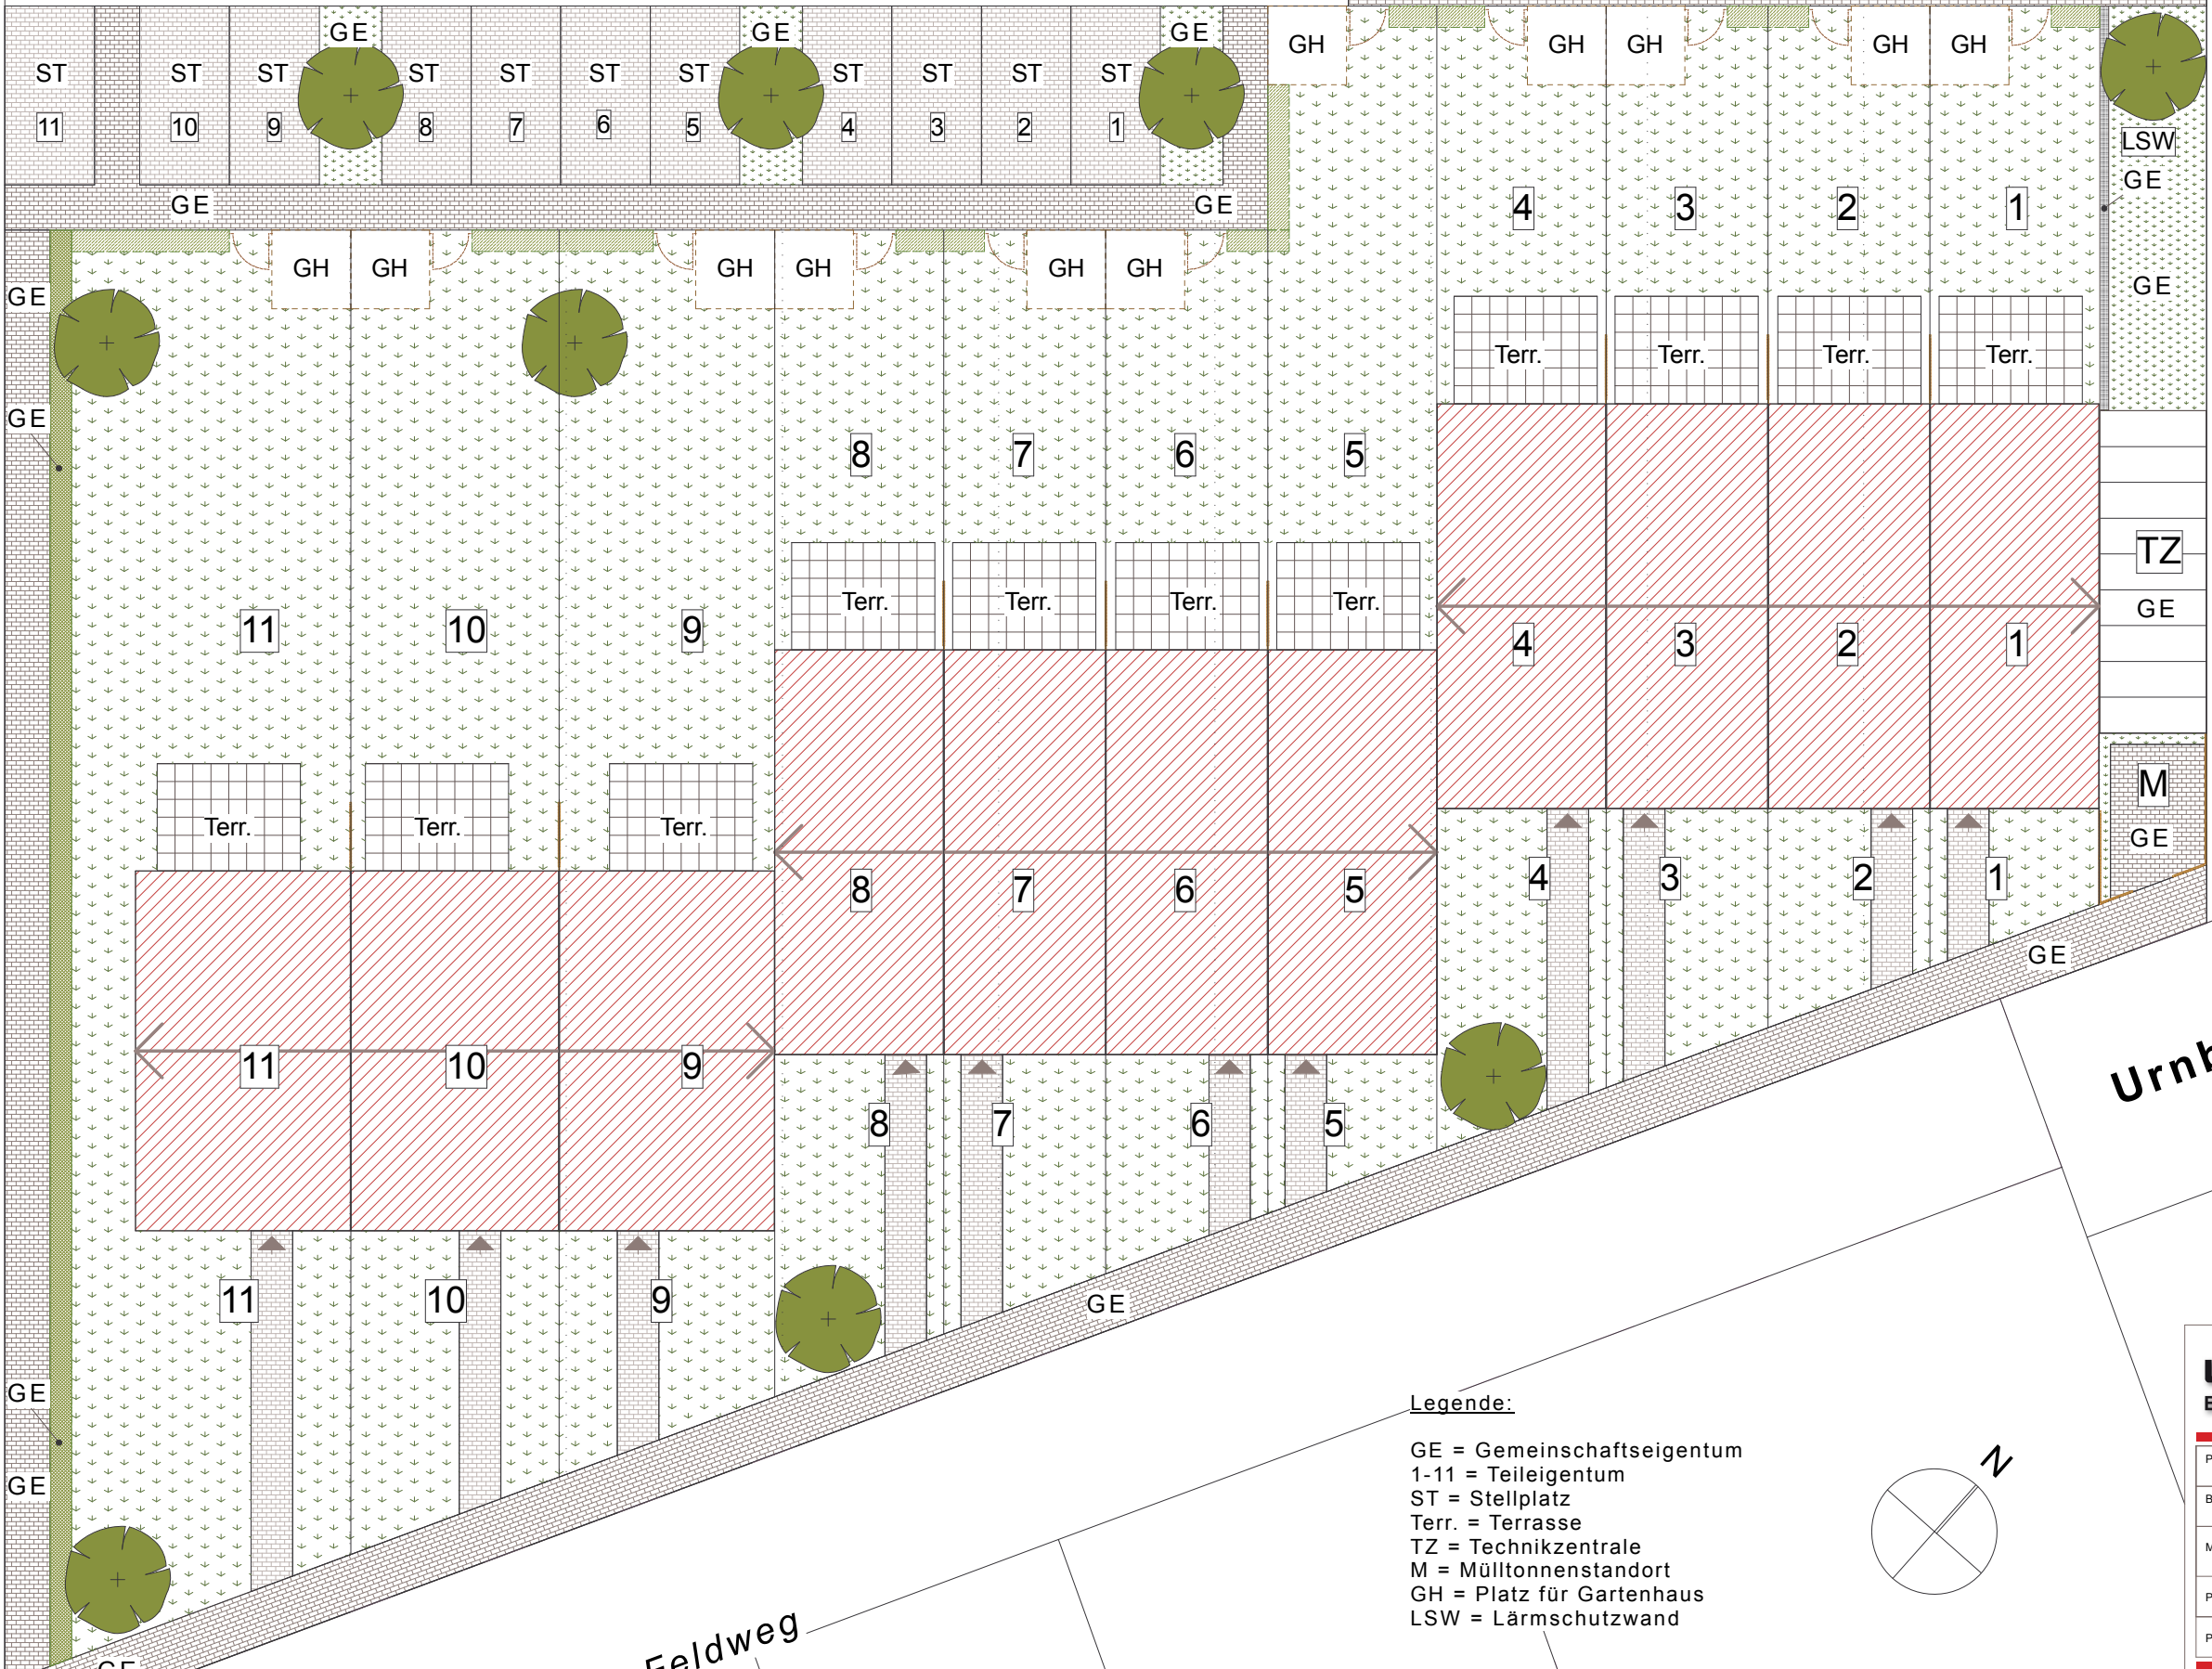 GE GE GE GH GH GH GH GH
ST ST ST ST ST ST ST ST ST ST ST
11 10 9 8 7 6 5 4 3 2 1
LSW
GE
GE GE
4 3 2 1
GH GH GH GH GH GH
GE
GE
Terr. Terr. Terr. Terr.
GE
8 7 6 5
TZ
GE
Terr. Terr. Terr. Terr.
11 10 9
4 3 2 1
M
GE
Terr. Terr. Terr.
8 7 6 5
4 3 2 1
GE
11 10 9
8 7 6 5
11 10 9
GE
GE
GE
Feldweg
Legende:
GE = Gemeinschaftseigentum
1-11 = Teileigentum
ST = Stellplatz
Terr. = Terrasse
TZ = Technikzentrale
M = Mülltonnenstandort
GH = Platz für Gartenhaus
LSW = Lärmschutzwand
N